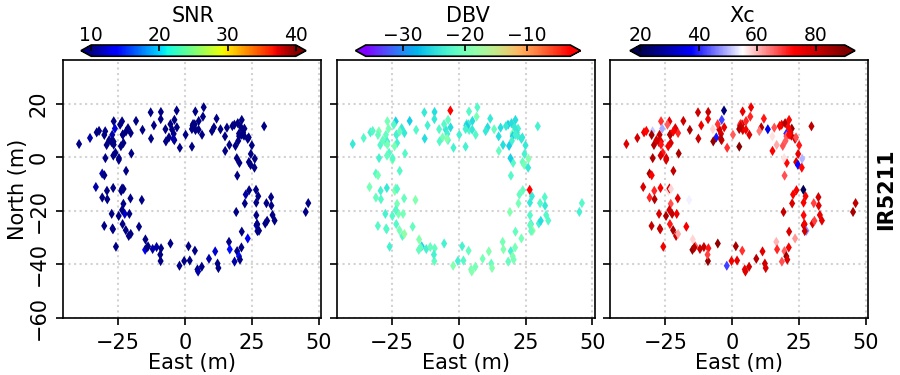 SNR DBV Xc
10 20 30 40 −30 −20 −10 20 40 60 80
20
0
−20
−40
−60
North (m)
IR5211
−25 0 25 50 −25 0 25 50 −25 0 25 50
East (m) East (m) East (m)